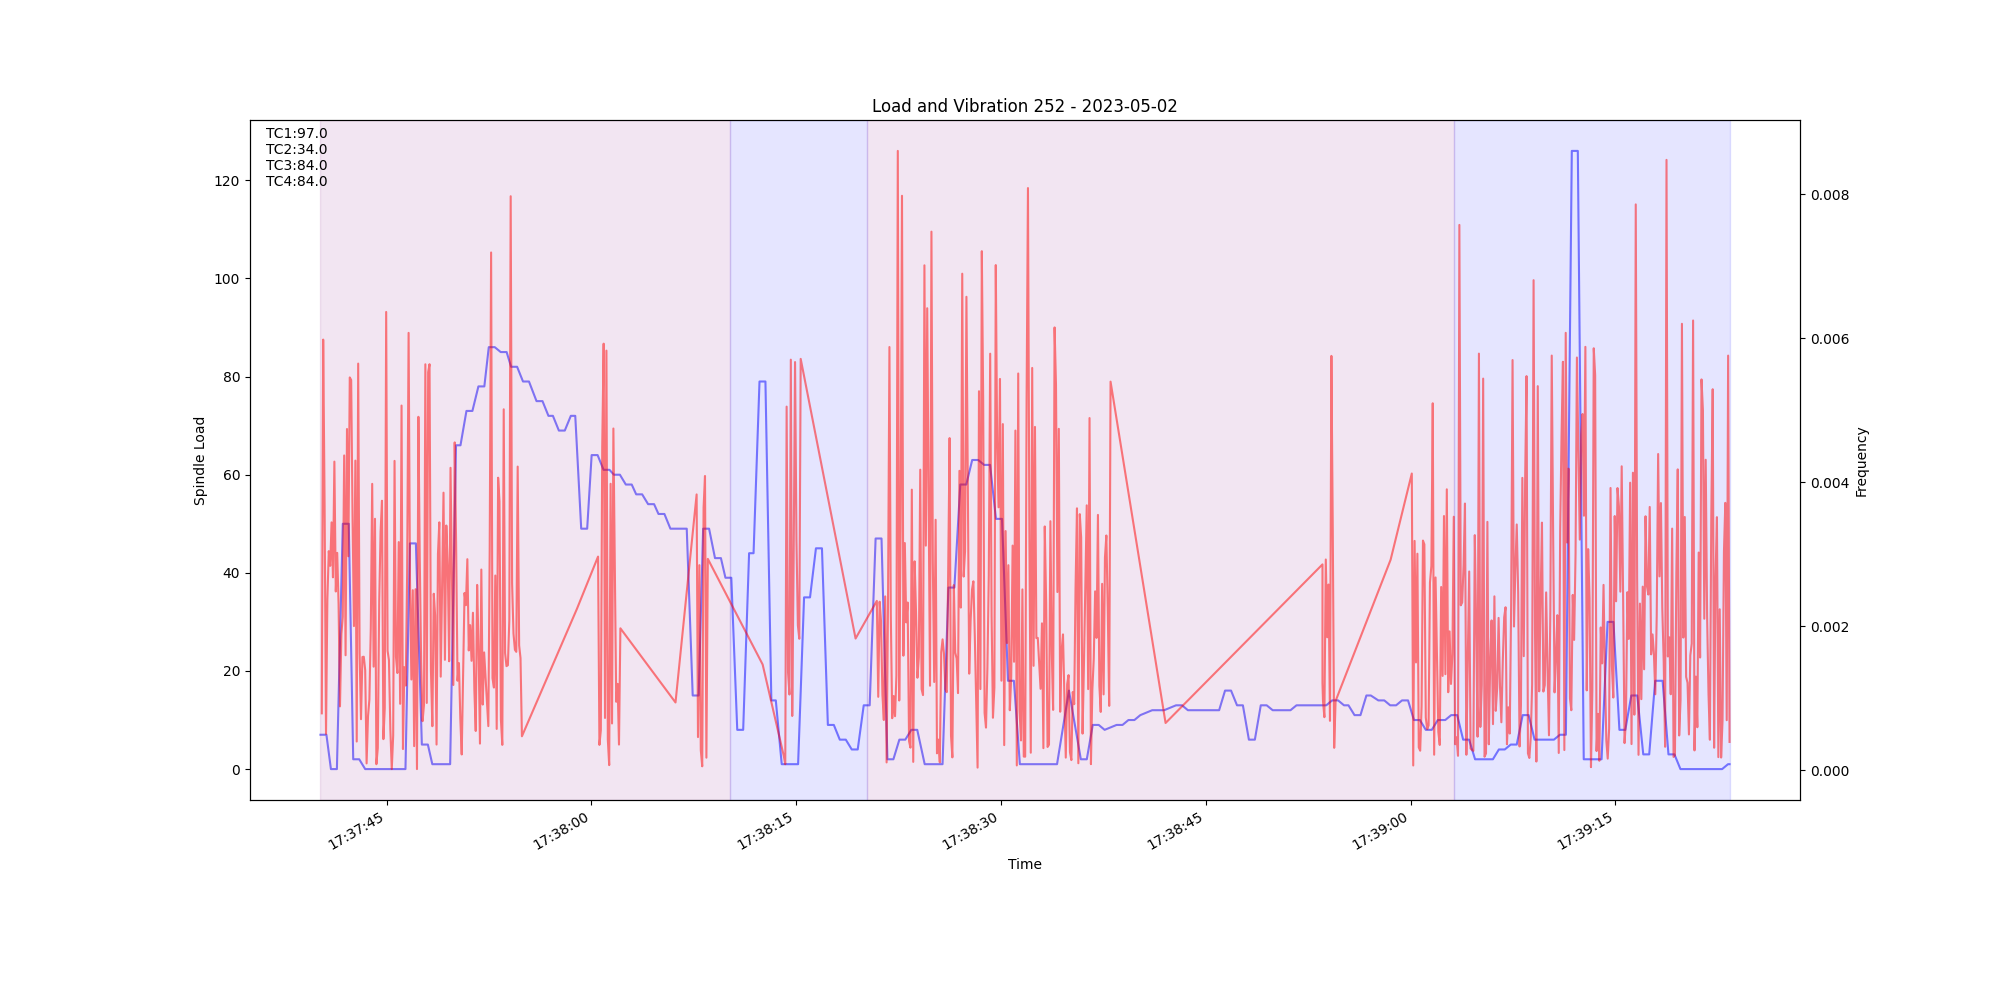 Load and Vibration 252 - 2023-05-02
TC1:97.0
TC2:34.0
TC3:84.0
TC4:84.0
120
100
80
60
40
20
0
Spindle Load
0.008
0.006
0.004
0.002
0.000
Frequency
17:37:45
17:38:00
17:38:15
17:38:30
17:38:45
17:39:00
17:39:15
Time